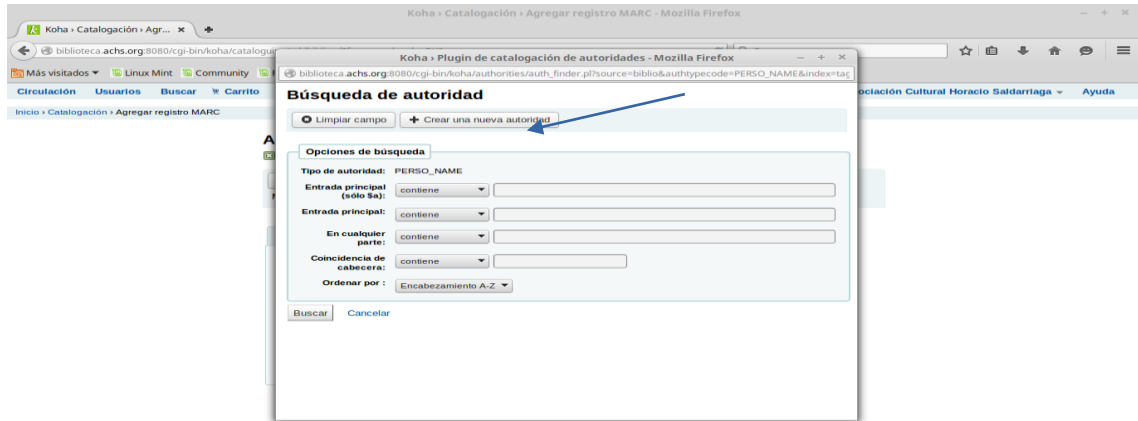 Koha › Catalogación › Agregar registro MARC - Mozilla Firefox
Koha › Catalogación › Agr...
biblioteca.achs.org:8080/cgi-bin/koha/catalogui
Más visitados Linux Mint Community
Circulación Usuarios Buscar Carrito
ociación Cultural Horacio Saldarriaga Ayuda
Inicio › Catalogación › Agregar registro MARC
A
Koha › Plugin de catalogación de autoridades - Mozilla Firefox
biblioteca.achs.org:8080/cgi-bin/koha/authorities/auth_finder.pl?source=biblio&authtypecode=PERSO_NAME&index=tag
Búsqueda de autoridad
Limpiar campo Crear una nueva autoridad
Opciones de búsqueda
Tipo de autoridad: PERSO_NAME
Entrada principal (sólo $a): contiene
Entrada principal: contiene
En cualquier parte: contiene
Coincidencia de cabecera: contiene
Ordenar por : Encabezamiento A-Z
Buscar Cancelar